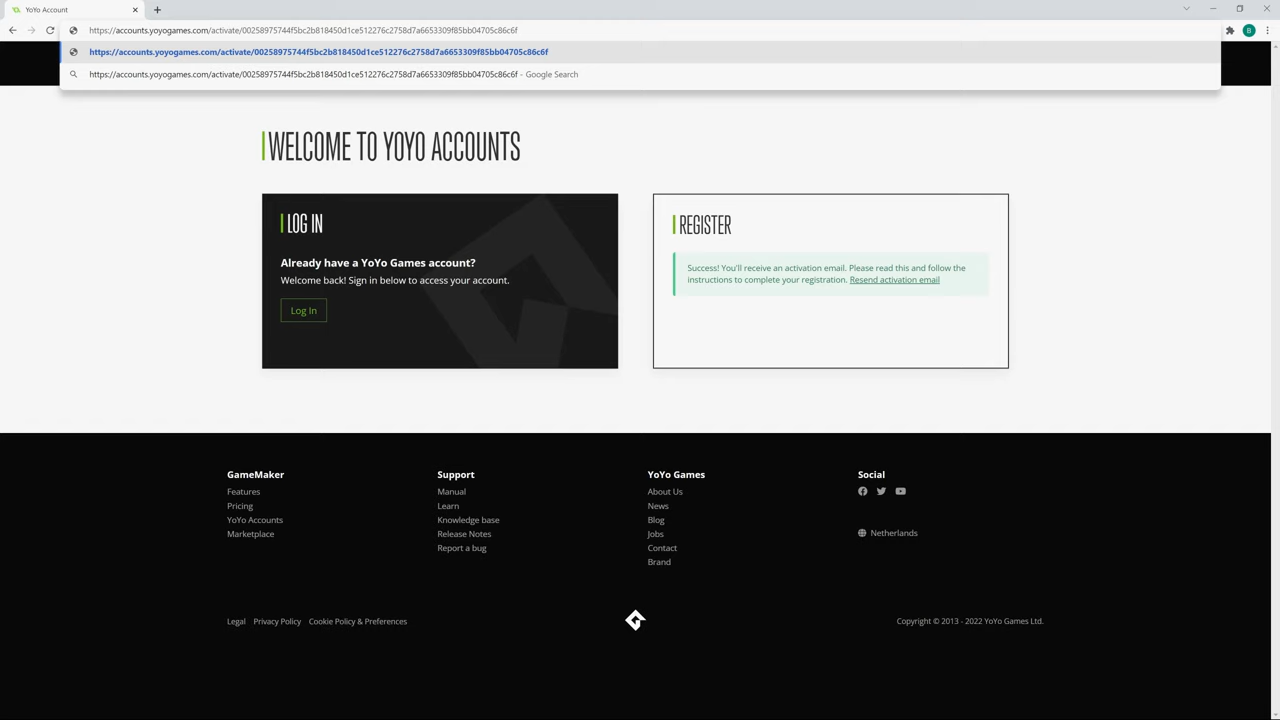 YoYo Account
https://accounts.yoyogames.com/activate/00258975744f5bc2b818450d1ce512276c2758d7a6653309f85bb04705c86c6f
https://accounts.yoyogames.com/activate/00258975744f5bc2b818450d1ce512276c2758d7a6653309f85bb04705c86c6f
https://accounts.yoyogames.com/activate/00258975744f5bc2b818450d1ce512276c2758d7a6653309f85bb04705c86c6f - Google Search
B
WELCOME TO YOYO ACCOUNTS
LOG IN
Already have a YoYo Games account?
Welcome back! Sign in below to access your account.
Log In
REGISTER
Success! You'll receive an activation email. Please read this and follow the
instructions to complete your registration. Resend activation email
GameMaker
Features
Pricing
YoYo Accounts
Marketplace
Support
Manual
Learn
Knowledge base
Release Notes
Report a bug
YoYo Games
About Us
News
Blog
Jobs
Contact
Brand
Social
Netherlands
Legal Privacy Policy Cookie Policy & Preferences
Copyright © 2013 - 2022 YoYo Games Ltd.